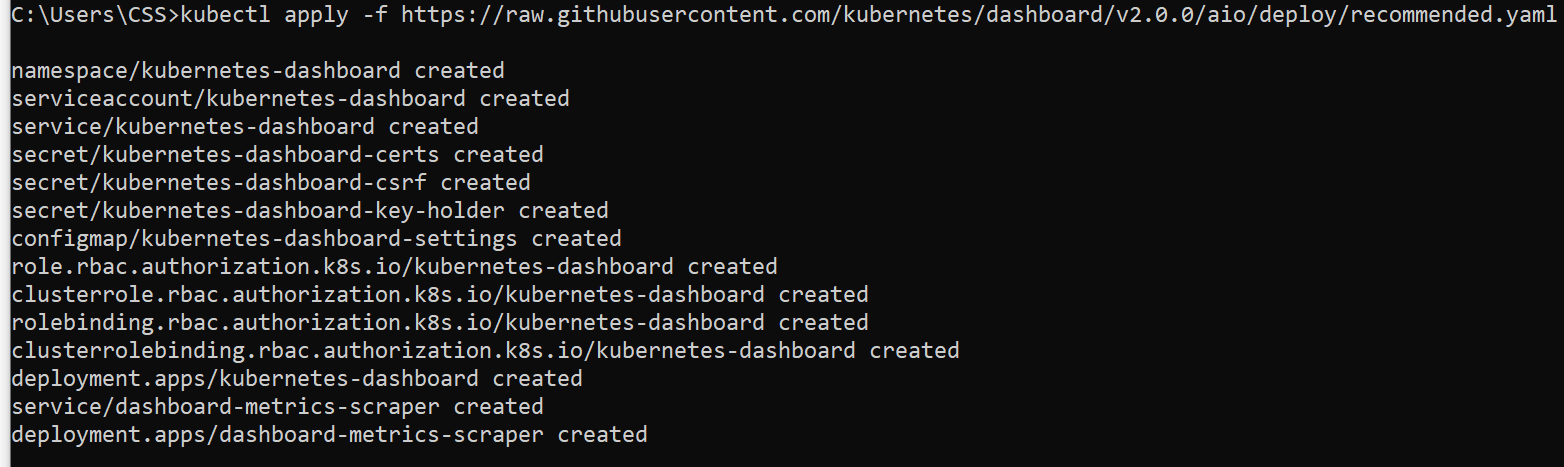 C:\Users\CSS>kubectl apply -f https://raw.githubusercontent.com/kubernetes/dashboard/v2.0.0/aio/deploy/recommended.yaml
namespace/kubernetes-dashboard created
serviceaccount/kubernetes-dashboard created
service/kubernetes-dashboard created
secret/kubernetes-dashboard-certs created
secret/kubernetes-dashboard-csrf created
secret/kubernetes-dashboard-key-holder created
configmap/kubernetes-dashboard-settings created
role.rbac.authorization.k8s.io/kubernetes-dashboard created
clusterrole.rbac.authorization.k8s.io/kubernetes-dashboard created
rolebinding.rbac.authorization.k8s.io/kubernetes-dashboard created
clusterrolebinding.rbac.authorization.k8s.io/kubernetes-dashboard created
deployment.apps/kubernetes-dashboard created
service/dashboard-metrics-scraper created
deployment.apps/dashboard-metrics-scraper created